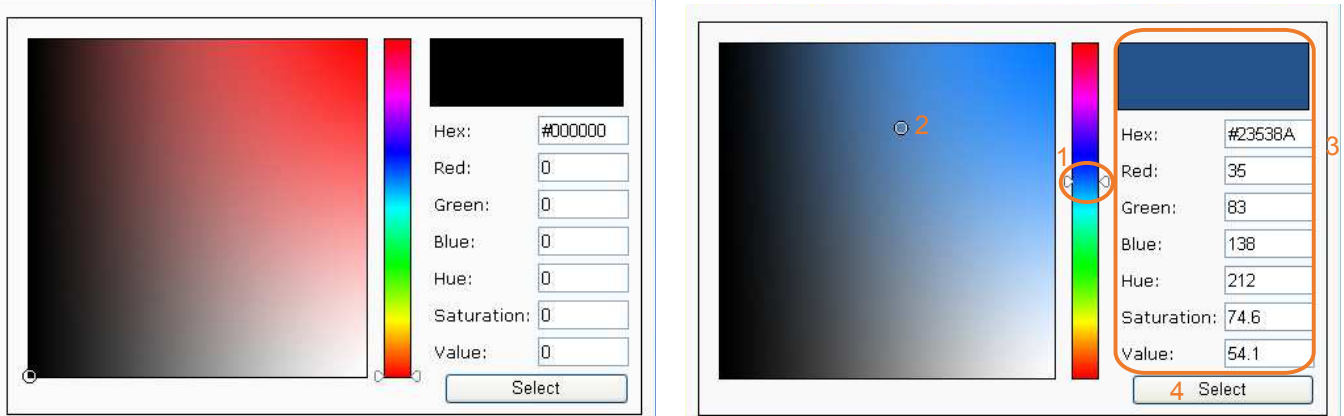 Hex: #000000
Red: 0
Green: 0
Blue: 0
Hue: 0
Saturation: 0
Value: 0
Select
2
1
3
Hex: #23538A
Red: 35
Green: 83
Blue: 138
Hue: 212
Saturation: 74.6
Value: 54.1
4 Select